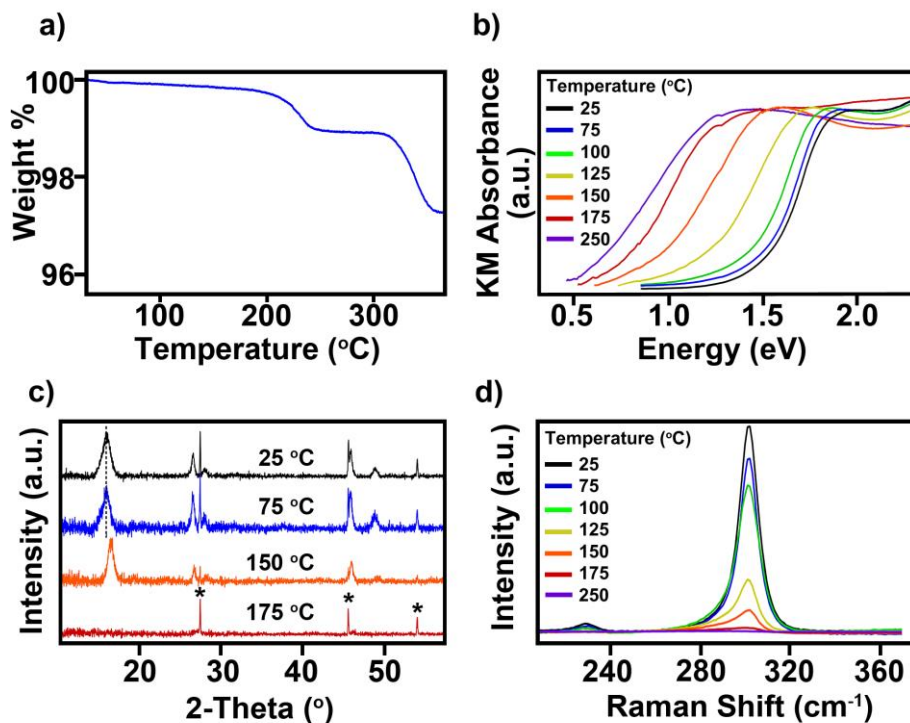 a)
100
98
96
Weight %
100
200
300
Temperature (°C)
b)
Temperature (°C)
25
75
100
125
150
175
250
KM Absorbance
(a.u.)
0.5
1.0
1.5
2.0
Energy (eV)
c)
25 °C
75 °C
150 °C
175 °C
*
*
*
Intensity (a.u.)
20
30
40
50
2-Theta (°)
d)
Temperature (°C)
25
75
100
125
150
175
250
Intensity (a.u.)
240
280
320
360
Raman Shift (cm⁻¹)